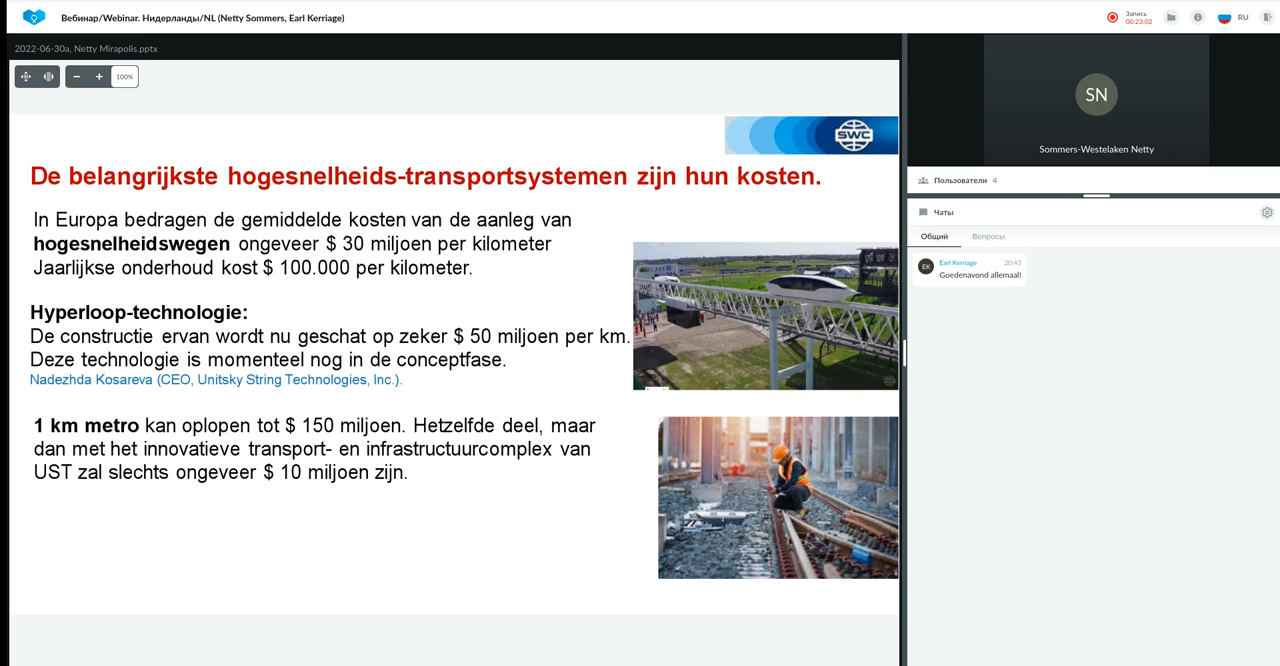 Вебинар/Webinar. Нидерланды/NL (Netty Sommers, Earl Kerriage)
Запись
00:23:02
RU
2022-06-30a, Netty Mirapolis.pptx
100%
SWC
De belangrijkste hogesnelheids-transportsystemen zijn hun kosten.
In Europa bedragen de gemiddelde kosten van de aanleg van
hogesnelheidswegen ongeveer $ 30 miljoen per kilometer
Jaarlijkse onderhoud kost $ 100.000 per kilometer.
Hyperloop-technologie:
De constructie ervan wordt nu geschat op zeker $ 50 miljoen per km.
Deze technologie is momenteel nog in de conceptfase.
Nadezhda Kosareva (CEO, Unitsky String Technologies, Inc.).
1 km metro kan oplopen tot $ 150 miljoen. Hetzelfde deel, maar
dan met het innovatieve transport- en infrastructuurcomplex van
UST zal slechts ongeveer $ 10 miljoen zijn.
SN
Sommers-Westelaken Netty
Пользователи 4
Чаты
Общий Вопросы
EK
Earl Kerriage 20:43
Goedenavond allemaal!